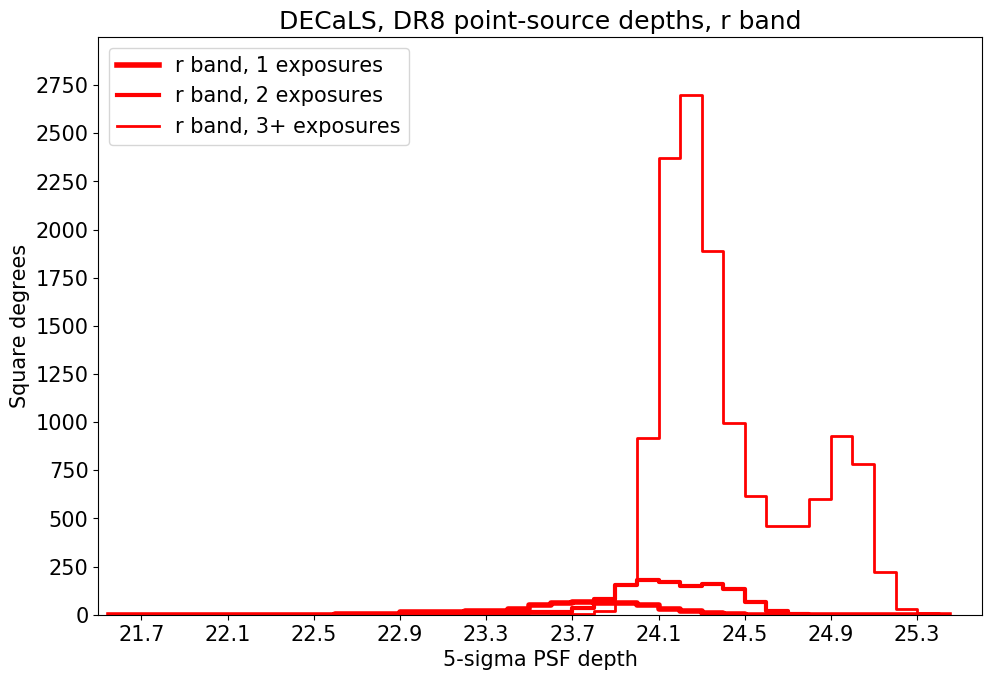 DECaLS, DR8 point-source depths, r band
r band, 1 exposures
r band, 2 exposures
r band, 3+ exposures
Square degrees
2750
2500
2250
2000
1750
1500
1250
1000
750
500
250
0
21.7 22.1 22.5 22.9 23.3 23.7 24.1 24.5 24.9 25.3
5-sigma PSF depth